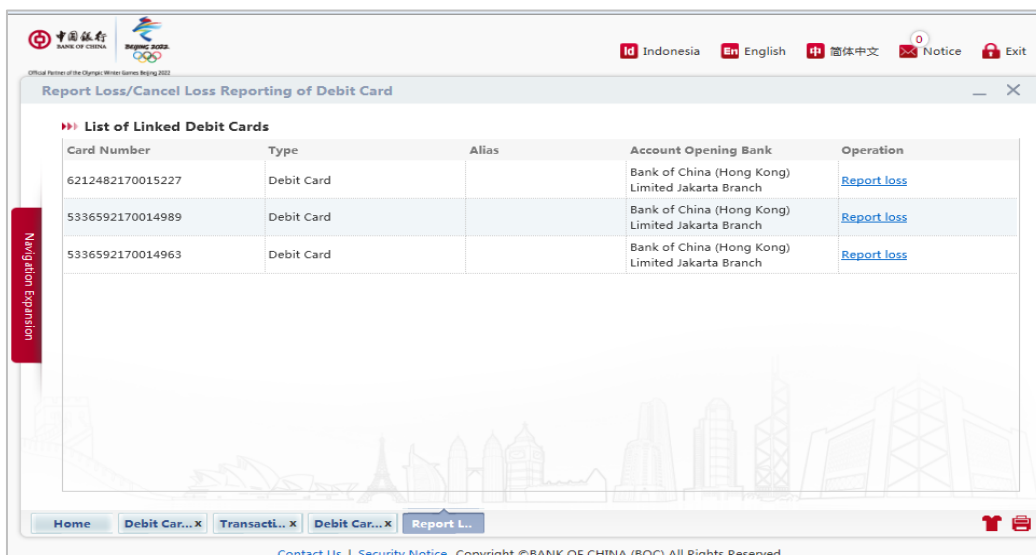 中国银行
BANK OF CHINA
BEIJING 2022
Official Partner of the Olympic Winter Games Beijing 2022
Id Indonesia En English 中 简体中文 0 Notice Exit
Report Loss/Cancel Loss Reporting of Debit Card
List of Linked Debit Cards
Card Number Type Alias Account Opening Bank Operation
6212482170015227 Debit Card Bank of China (Hong Kong) Limited Jakarta Branch Report loss
5336592170014989 Debit Card Bank of China (Hong Kong) Limited Jakarta Branch Report loss
5336592170014963 Debit Card Bank of China (Hong Kong) Limited Jakarta Branch Report loss
Navigation Expansion
Home Debit Car... x Transacti... x Debit Car... x Report L...
Contact Us | Security Notice Copyright ©BANK OF CHINA (BOC) All Rights Reserved